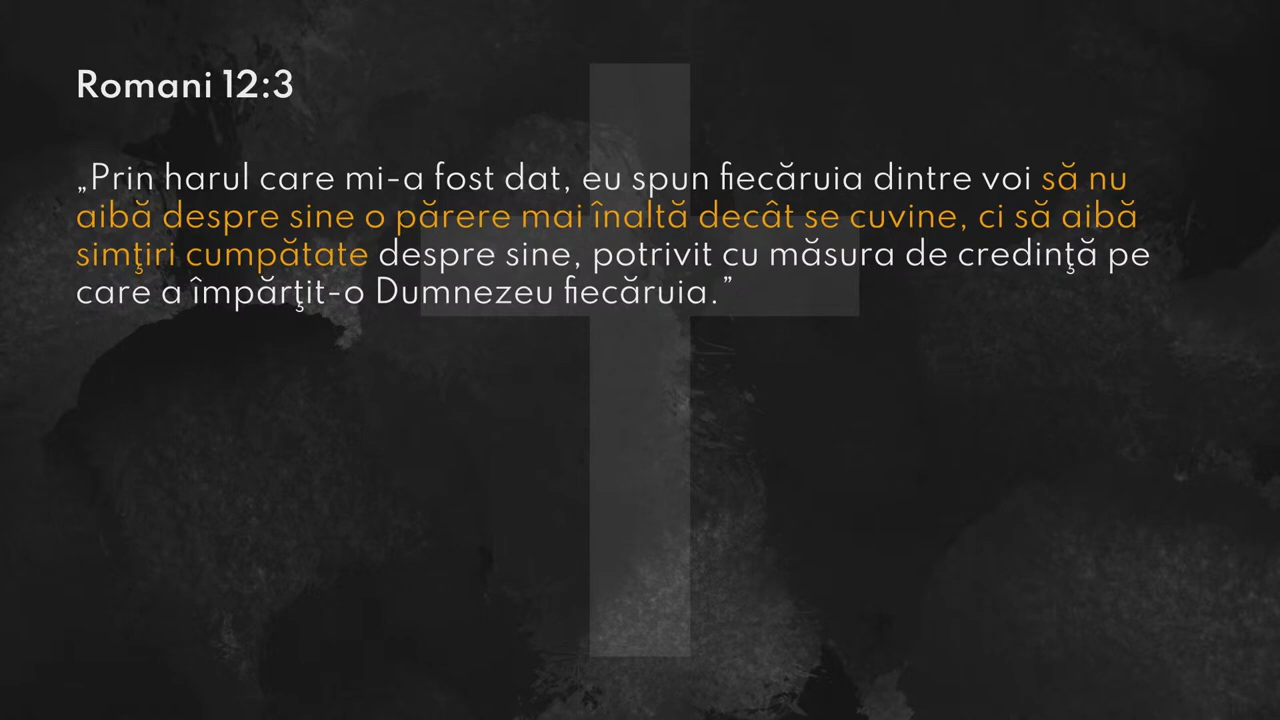 Romani 12:3
„Prin harul care mi-a fost dat, eu spun fiecăruia dintre voi să nu
aibă despre sine o părere mai înaltă decât se cuvine, ci să aibă
simţiri cumpătate despre sine, potrivit cu măsura de credinţă pe
care a împărţit-o Dumnezeu fiecăruia.”